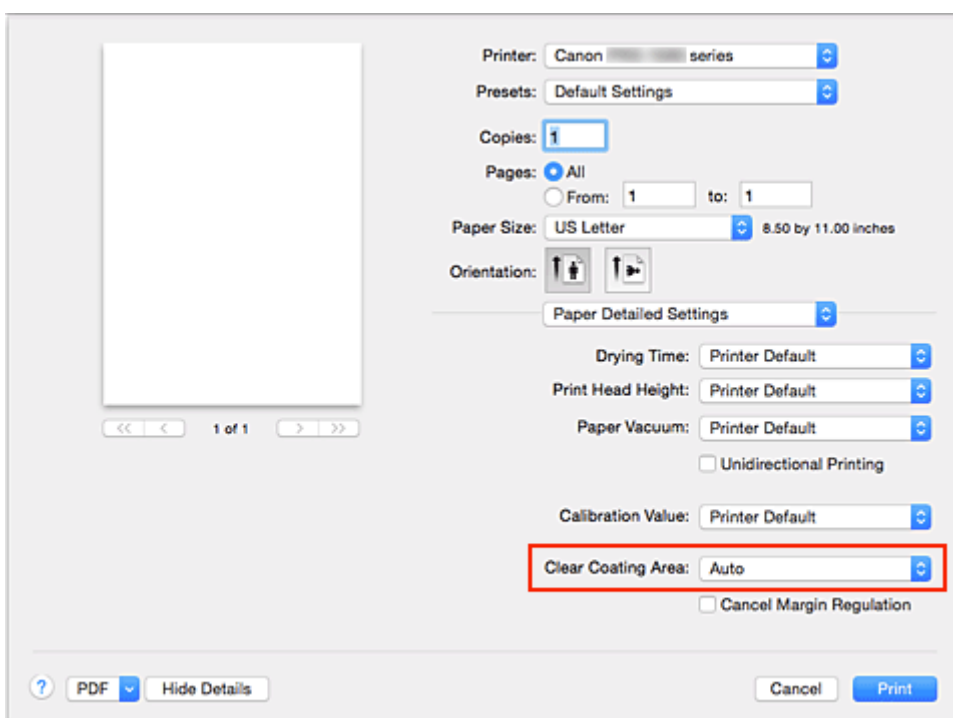 Printer: Canon series
Presets: Default Settings
Copies: 1
Pages: All
From: 1 to: 1
Paper Size: US Letter 8.50 by 11.00 inches
Orientation:
Paper Detailed Settings
Drying Time: Printer Default
Print Head Height: Printer Default
<< < 1 of 1 > >>
Paper Vacuum: Printer Default
Unidirectional Printing
Calibration Value: Printer Default
Clear Coating Area: Auto
Cancel Margin Regulation
? PDF Hide Details Cancel Print